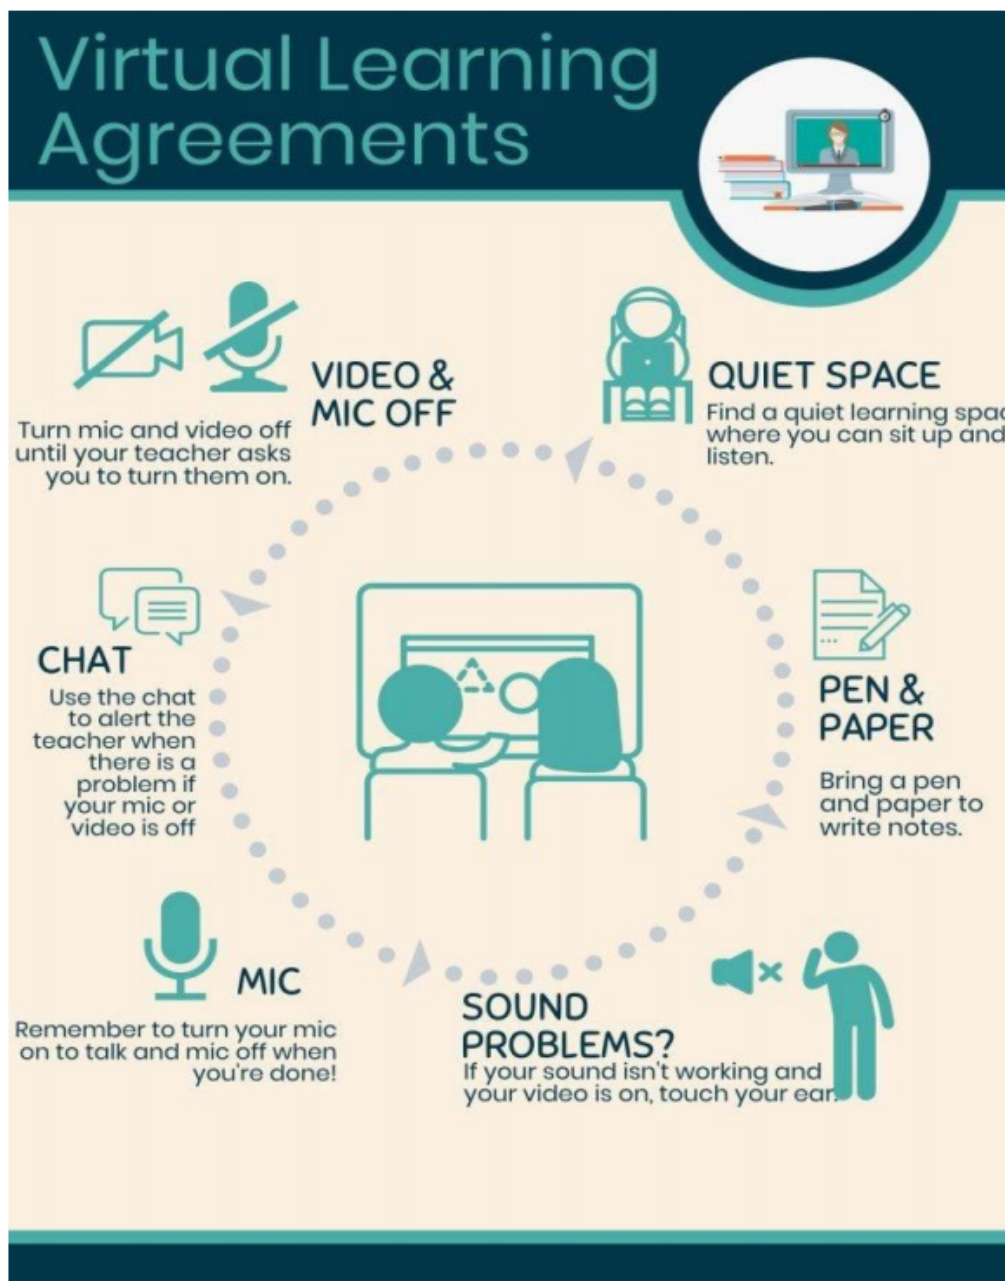 Virtual Learning
Agreements
VIDEO &
MIC OFF
Turn mic and video off
until your teacher asks
you to turn them on.
QUIET SPACE
Find a quiet learning spac
where you can sit up and
listen.
CHAT
Use the chat
to alert the
teacher when
there is a
problem if
your mic or
video is off
PEN &
PAPER
Bring a pen
and paper to
write notes.
MIC
Remember to turn your mic
on to talk and mic off when
you're done!
SOUND
PROBLEMS?
If your sound isn't working and
your video is on, touch your ear.